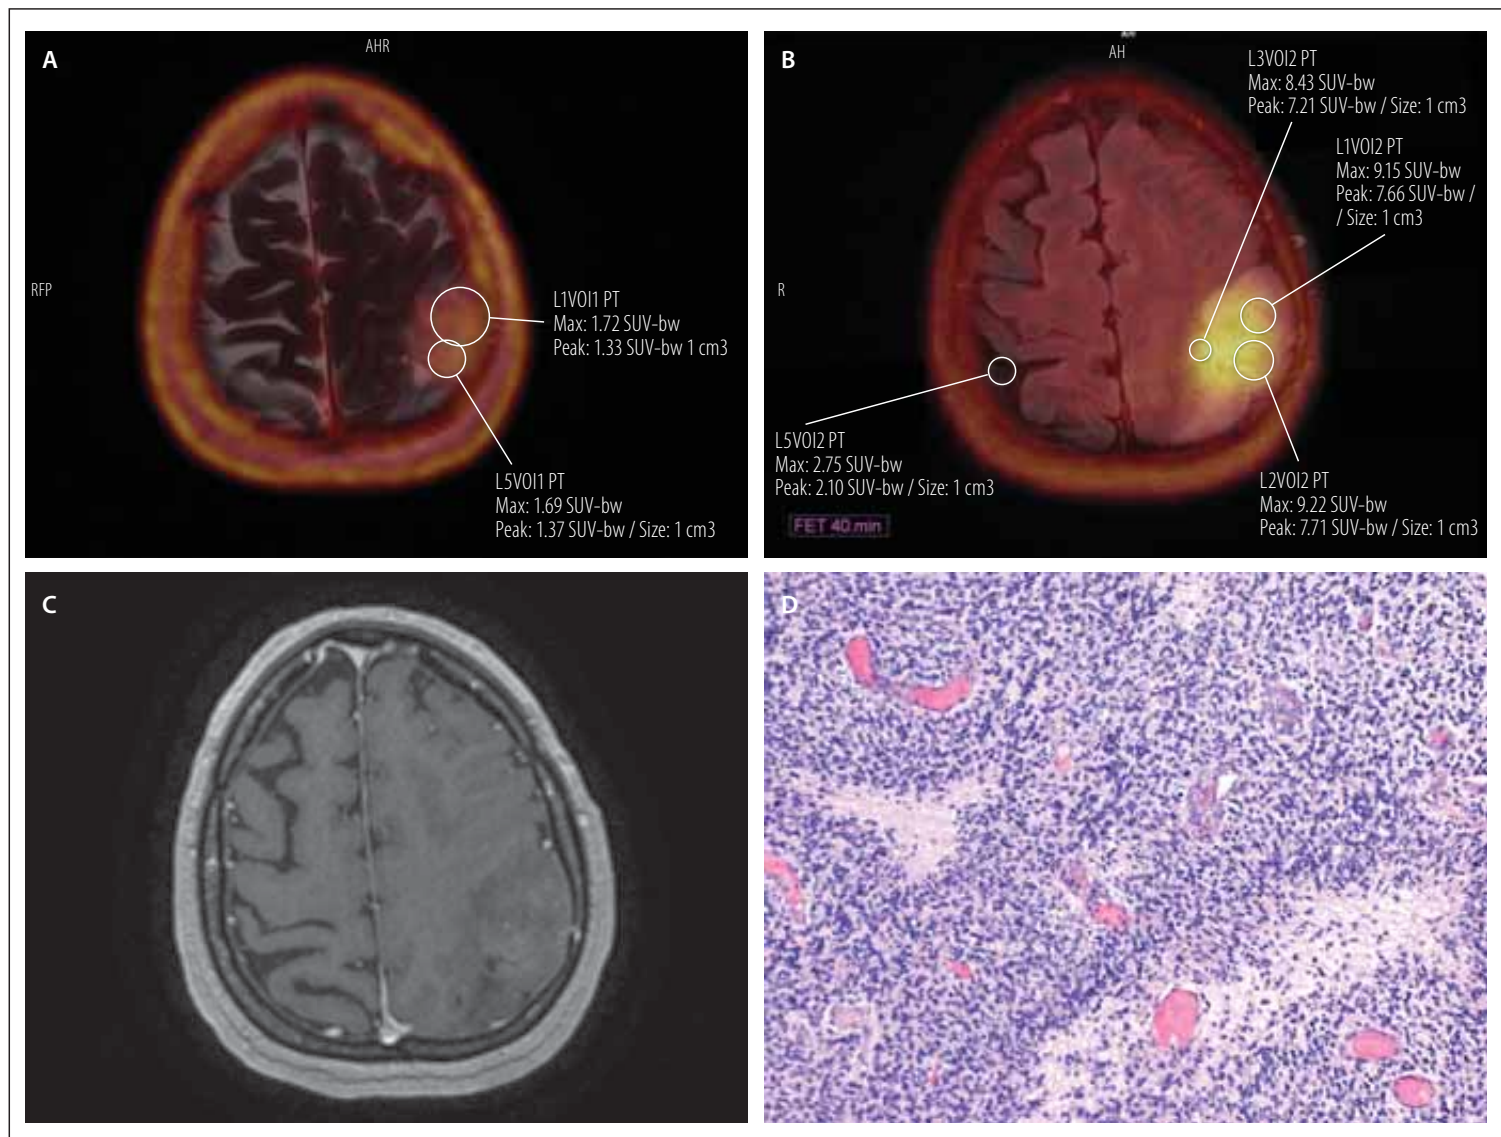 A
AHR
RFP
L1VOI1 PT
Max: 1.72 SUV-bw
Peak: 1.33 SUV-bw 1 cm3
L5VOI1 PT
Max: 1.69 SUV-bw
Peak: 1.37 SUV-bw / Size: 1 cm3
B
AH
R
L3VOI2 PT
Max: 8.43 SUV-bw
Peak: 7.21 SUV-bw / Size: 1 cm3
L1VOI2 PT
Max: 9.15 SUV-bw
Peak: 7.66 SUV-bw /
/ Size: 1 cm3
L5VOI2 PT
Max: 2.75 SUV-bw
Peak: 2.10 SUV-bw / Size: 1 cm3
L2VOI2 PT
Max: 9.22 SUV-bw
Peak: 7.71 SUV-bw / Size: 1 cm3
FET 40 min
C
D